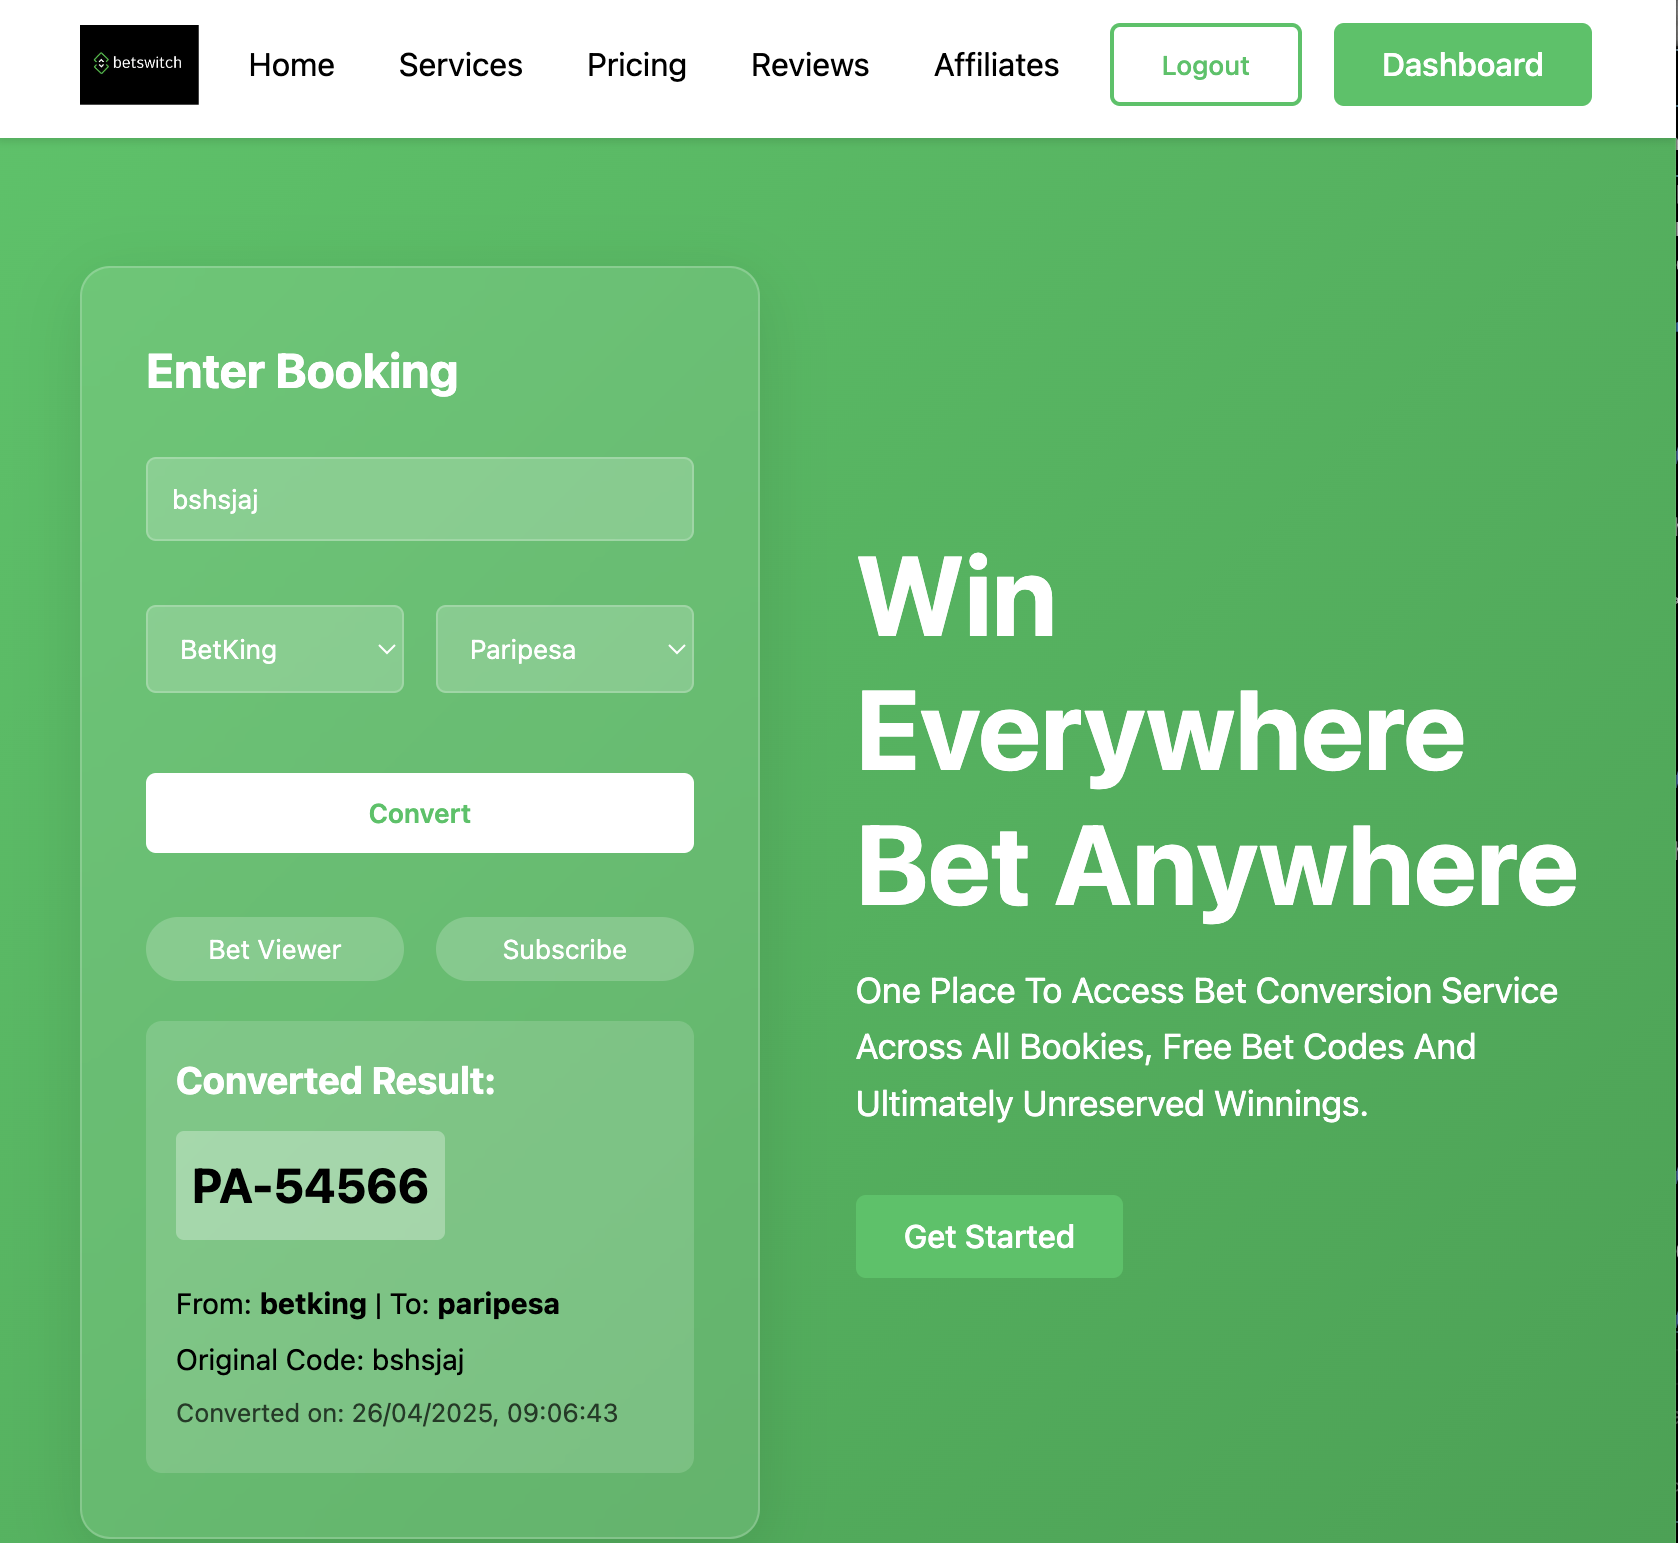 betswitch
Home Services Pricing Reviews Affiliates Logout Dashboard
Enter Booking
bshsjaj
BetKing Paripesa
Convert
Bet Viewer Subscribe
Converted Result:
PA-54566
From: betking | To: paripesa
Original Code: bshsjaj
Converted on: 26/04/2025, 09:06:43
Win
Everywhere
Bet Anywhere
One Place To Access Bet Conversion Service
Across All Bookies, Free Bet Codes And
Ultimately Unreserved Winnings.
Get Started